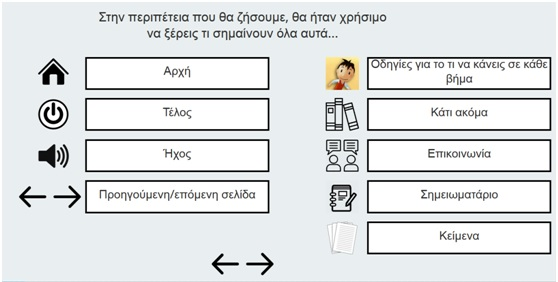 Στην περιπέτεια που θα ζήσουμε, θα ήταν χρήσιμο
να ξέρεις τι σημαίνουν όλα αυτά...
Αρχή
Τέλος
Ήχος
Προηγούμενη/επόμενη σελίδα
Οδηγίες για το τι να κάνεις σε κάθε
βήμα
Κάτι ακόμα
Επικοινωνία
Σημειωματάριο
Κείμενα